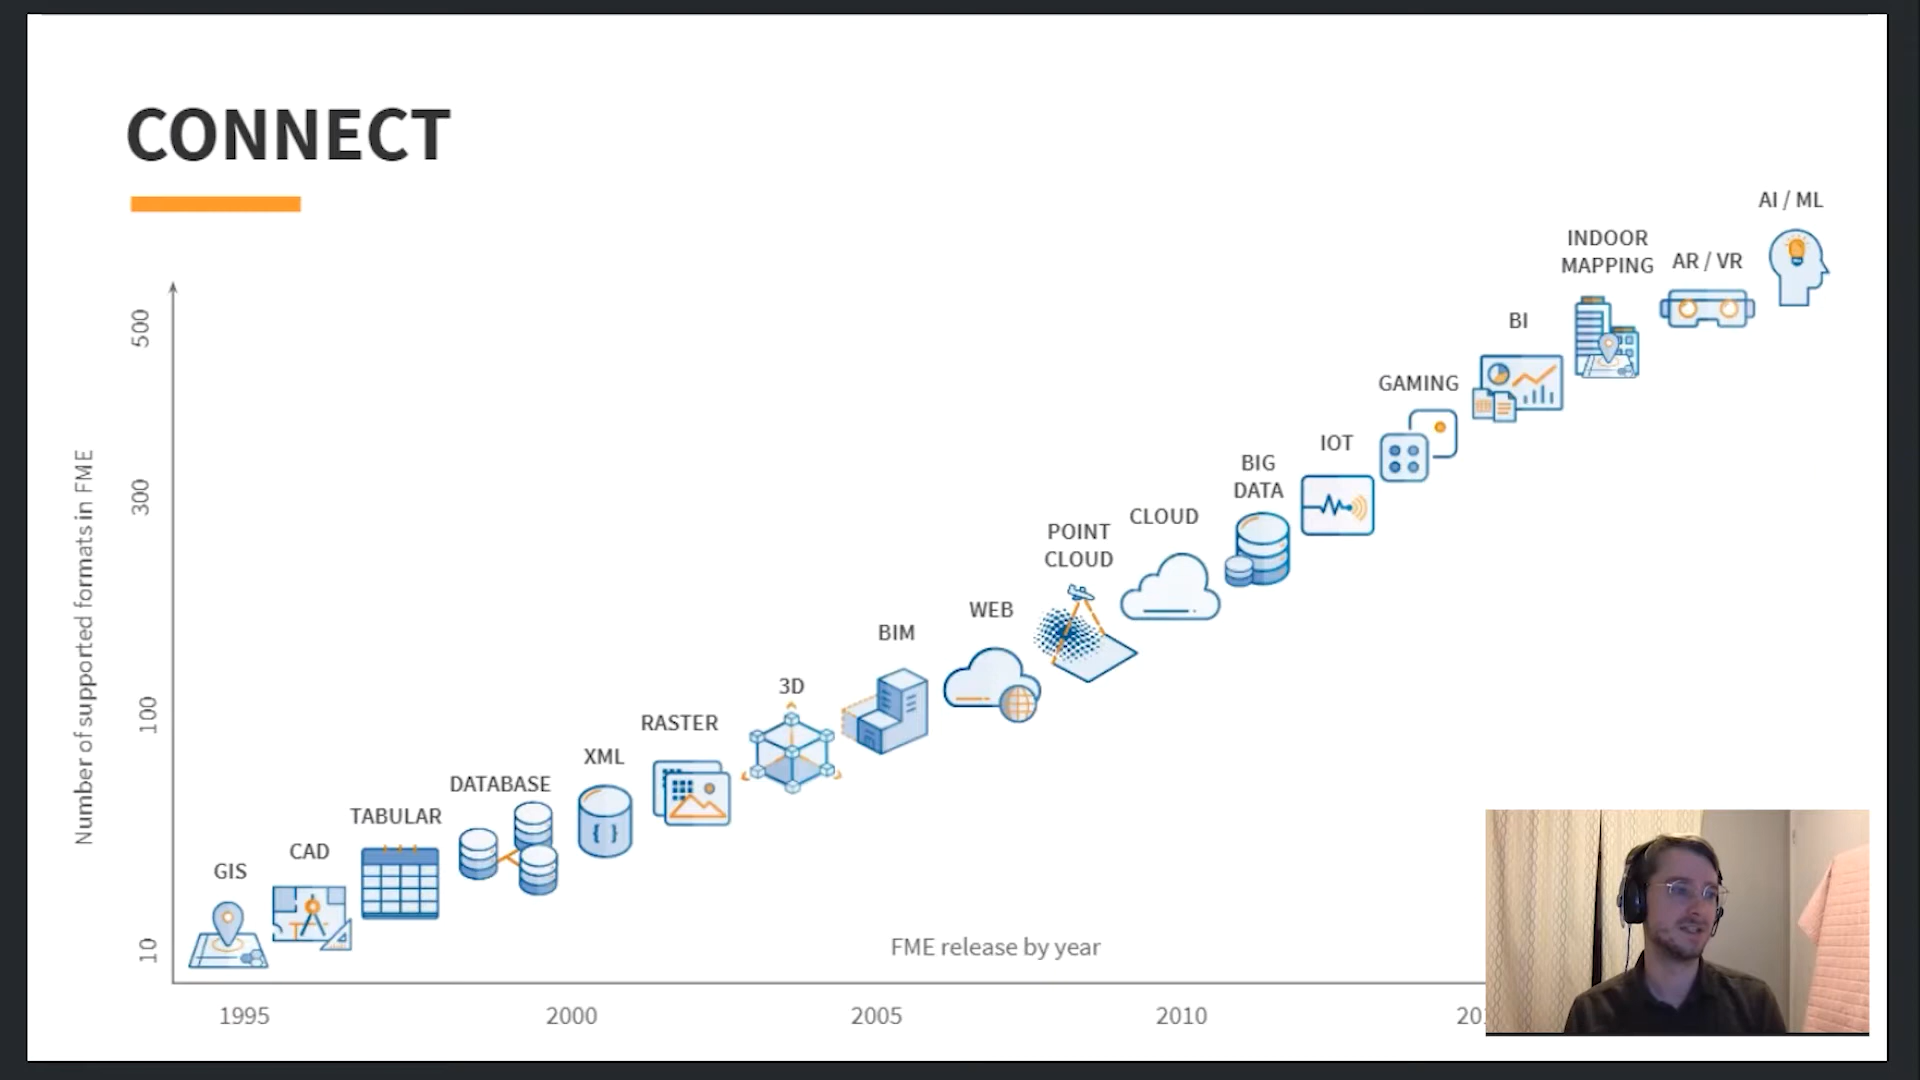 CONNECT
AI / ML
INDOOR
MAPPING
AR / VR
BI
GAMING
IOT
BIG
DATA
CLOUD
POINT
CLOUD
WEB
BIM
3D
RASTER
XML
DATABASE
TABULAR
CAD
GIS
500
300
100
10
Number of supported formats in FME
FME release by year
1995
2000
2005
2010